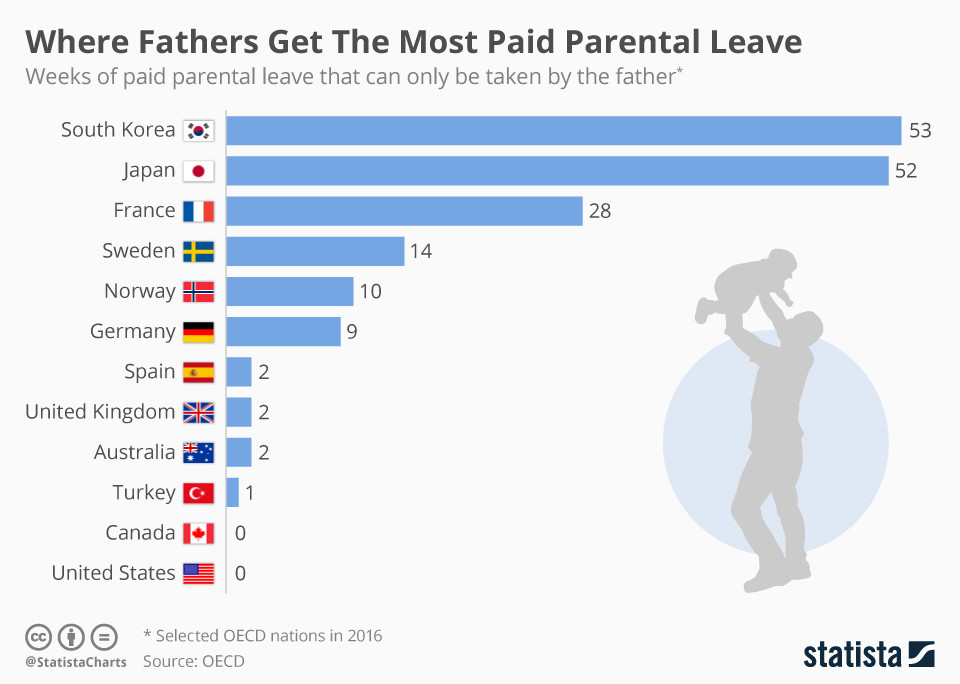 Where Fathers Get The Most Paid Parental Leave
Weeks of paid parental leave that can only be taken by the father*
South Korea 53
Japan 52
France 28
Sweden 14
Norway 10
Germany 9
Spain 2
United Kingdom 2
Australia 2
Turkey 1
Canada 0
United States 0
cc
@StatistaCharts
* Selected OECD nations in 2016
Source: OECD
statista